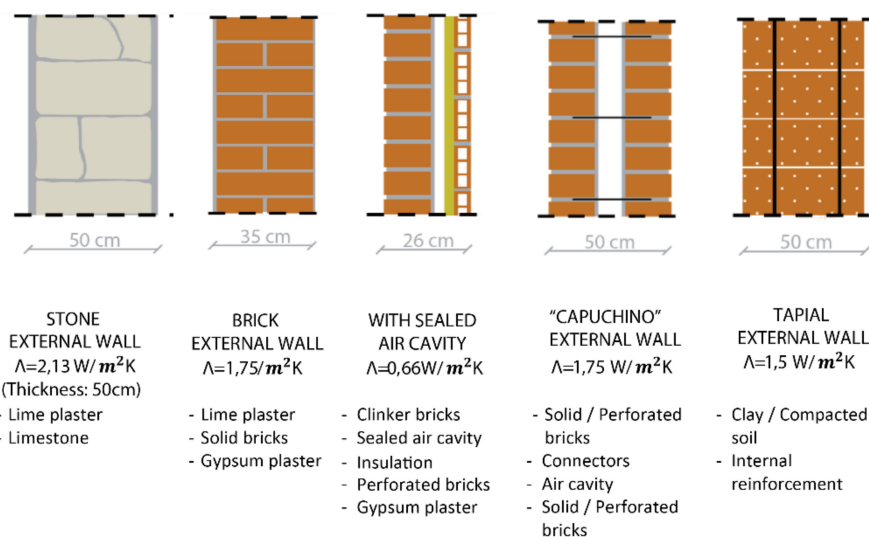 50 cm
35 cm
26 cm
50 cm
50 cm
STONE
EXTERNAL WALL
Λ=2,13 W/m²K
(Thickness: 50cm)
- Lime plaster
- Limestone
BRICK
EXTERNAL WALL
Λ=1,75/m²K
- Lime plaster
- Solid bricks
- Gypsum plaster
WITH SEALED
AIR CAVITY
Λ=0,66W/m²K
- Clinker bricks
- Sealed air cavity
- Insulation
- Perforated bricks
- Gypsum plaster
“CAPUCHINO”
EXTERNAL WALL
Λ=1,75 W/m²K
- Solid / Perforated
bricks
- Connectors
- Air cavity
- Solid / Perforated
bricks
TAPIAL
EXTERNAL WALL
Λ=1,5 W/m²K
- Clay / Compacted
soil
- Internal
reinforcement